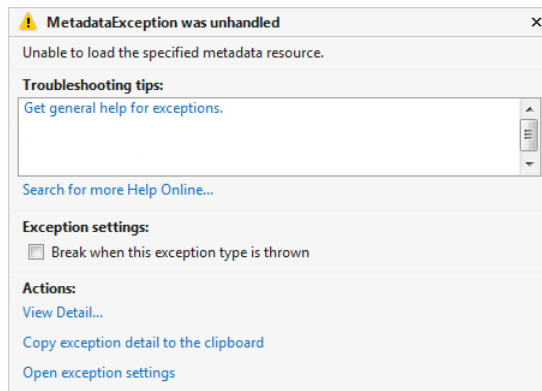 MetadataException was unhandled
Unable to load the specified metadata resource.
Troubleshooting tips:
Get general help for exceptions.
Search for more Help Online...
Exception settings:
Break when this exception type is thrown
Actions:
View Detail...
Copy exception detail to the clipboard
Open exception settings